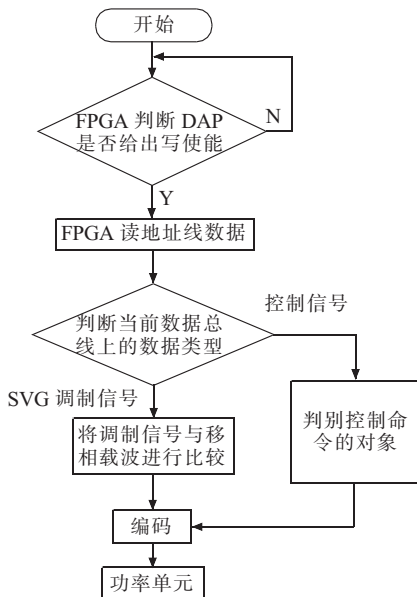 开始
FPGA 判断 DAP
是否给出写使能
N
Y
FPGA 读地址线数据
判断当前数据总
线上的数据类型
控制信号
SVG 调制信号
将调制信号与移
相载波进行比较
判别控制命
令的对象
编码
功率单元